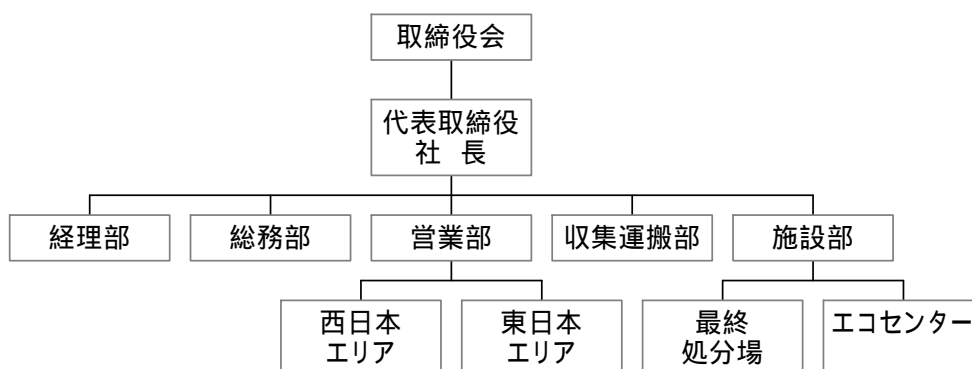 取締役会
代表取締役
社 長
経理部
総務部
営業部
収集運搬部
施設部
西日本
エリア
東日本
エリア
最終
処分場
エコセンター